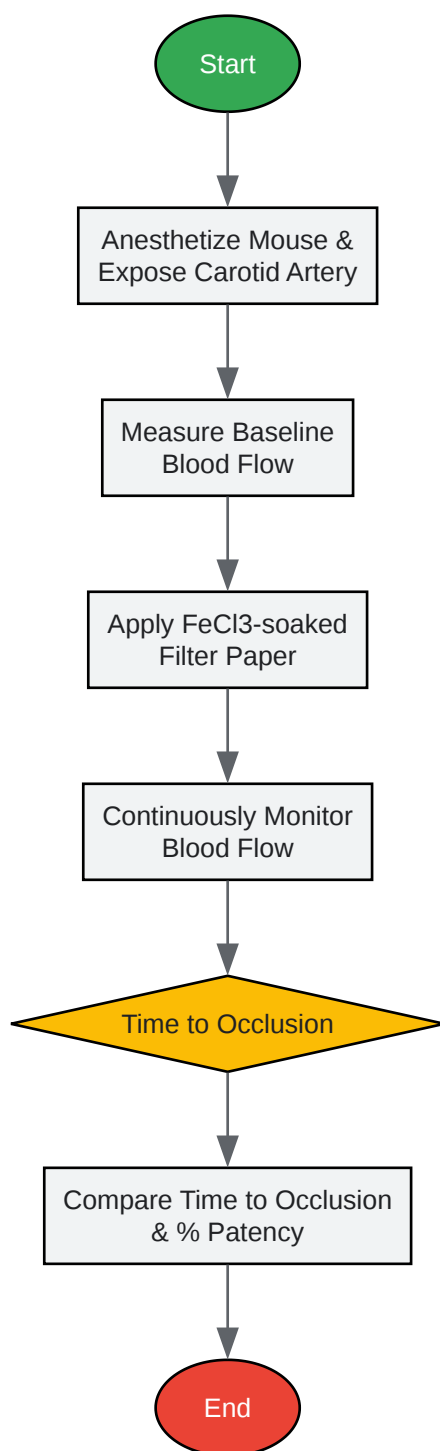 Start
Anesthetize Mouse &
Expose Carotid Artery
Measure Baseline
Blood Flow
Apply FeCl3-soaked
Filter Paper
Continuously Monitor
Blood Flow
Time to Occlusion
Compare Time to Occlusion
& % Patency
End